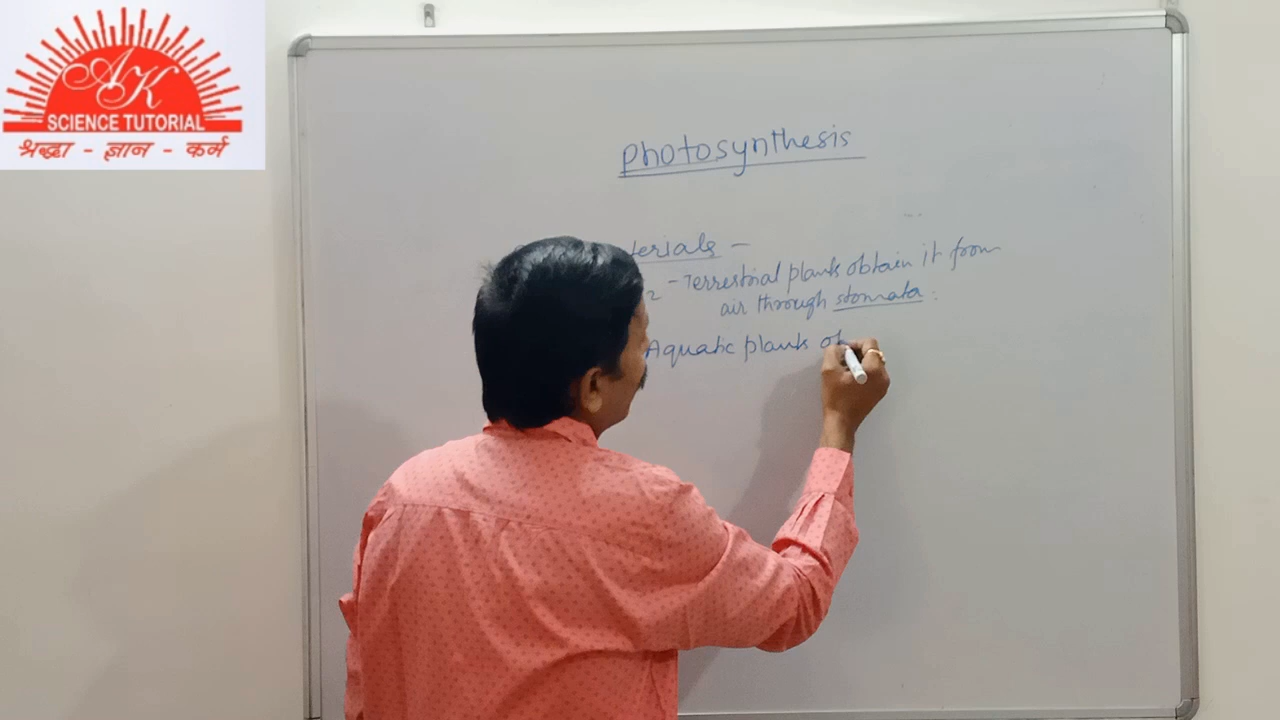 AK
SCIENCE TUTORIAL
श्रद्धा - ज्ञान - कर्म
Photosynthesis
terials -
2 - Terrestrial plants obtain it from
air through stomata.
Aquatic plants ob